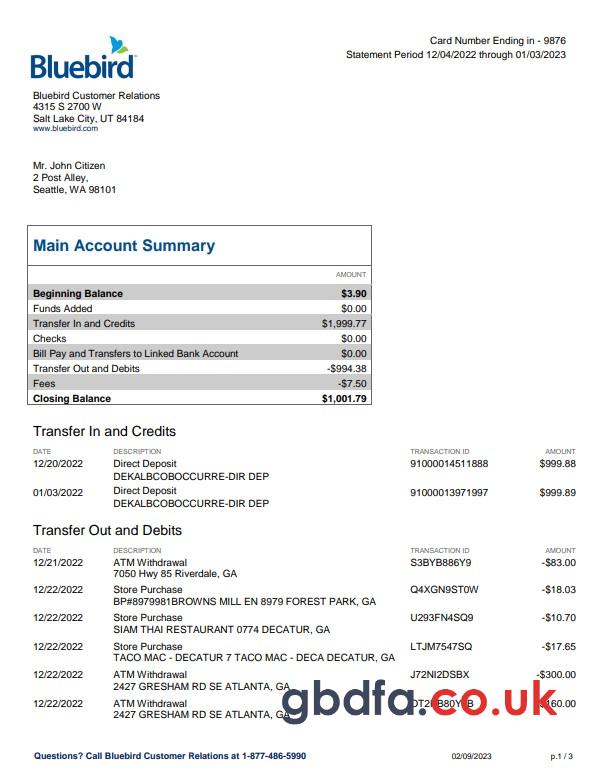 Card Number Ending in - 9876
Statement Period 12/04/2022 through 01/03/2023
Bluebird
Bluebird Customer Relations
4315 S 2700 W
Salt Lake City, UT 84184
www.bluebird.com
Mr. John Citizen
2 Post Alley,
Seattle, WA 98101
Main Account Summary
AMOUNT
Beginning Balance $3.90
Funds Added $0.00
Transfer In and Credits $1,999.77
Checks $0.00
Bill Pay and Transfers to Linked Bank Account $0.00
Transfer Out and Debits -$994.38
Fees -$7.50
Closing Balance $1,001.79
Transfer In and Credits
DATE DESCRIPTION TRANSACTION ID AMOUNT
12/20/2022 Direct Deposit 91000014511888 $999.88
DEKALBCOBOCCURRE-DIR DEP
01/03/2022 Direct Deposit 91000013971997 $999.89
DEKALBCOBOCCURRE-DIR DEP
Transfer Out and Debits
DATE DESCRIPTION TRANSACTION ID AMOUNT
12/21/2022 ATM Withdrawal S3BYB886Y9 -$83.00
7050 Hwy 85 Riverdale, GA
12/22/2022 Store Purchase Q4XGN9ST0W -$18.03
BP#8979981BROWNS MILL EN 8979 FOREST PARK, GA
12/22/2022 Store Purchase U293FN4SQ9 -$10.70
SIAM THAI RESTAURANT 0774 DECATUR, GA
12/22/2022 Store Purchase LTJM7547SQ -$17.65
TACO MAC - DECATUR 7 TACO MAC - DECA DECATUR, GA
12/22/2022 ATM Withdrawal J72NI2DSBX -$300.00
2427 GRESHAM RD SE ATLANTA, GA
12/22/2022 ATM Withdrawal
2427 GRESHAM RD SE ATLANTA, GA
gbdfa.co.uk
Questions? Call Bluebird Customer Relations at 1-877-486-5990 02/09/2023 p.1 / 3